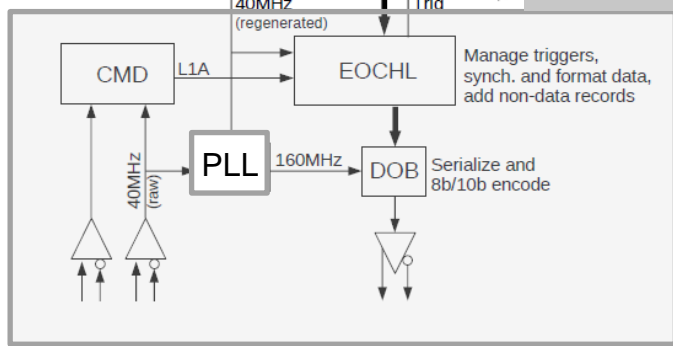 40MHz
Trig
(regenerated)
CMD
L1A
EOCHL
Manage triggers,
synch. and format data,
add non-data records
40MHz
(raw)
PLL
160MHz
DOB
Serialize and
8b/10b encode